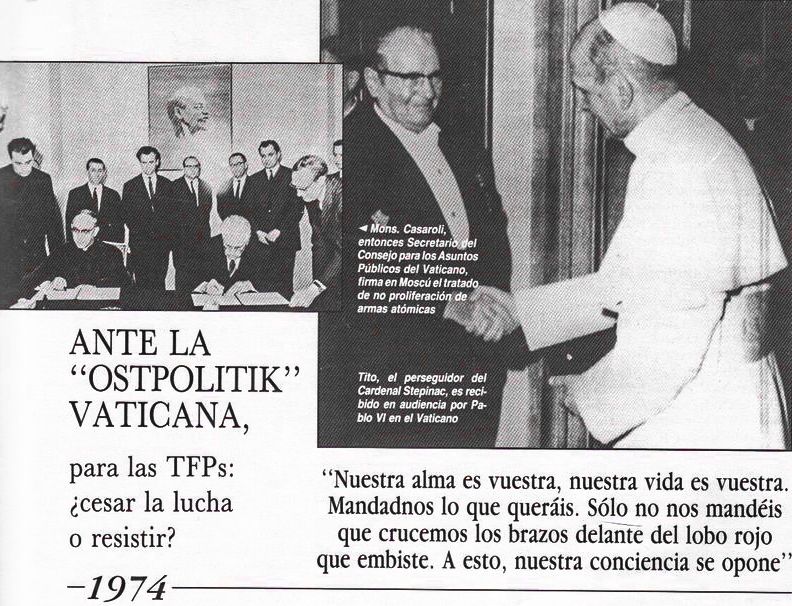 ◄ Mons. Casaroli,
entonces Secretario del
Consejo para los Asuntos
Públicos del Vaticano,
firma en Moscú el tratado
de no proliferación de
armas atómicas
Tito, el perseguidor del
Cardenal Stepinac, es reci-
bido en audiencia por Pa-
blo VI en el Vaticano
ANTE LA
“OSTPOLITIK”
VATICANA,
para las TFPs:
¿cesar la lucha
o resistir?
“Nuestra alma es vuestra, nuestra vida es vuestra.
Mandadnos lo que queráis. Sólo no nos mandéis
que crucemos los brazos delante del lobo rojo
que embiste. A esto, nuestra conciencia se opone”
–1974